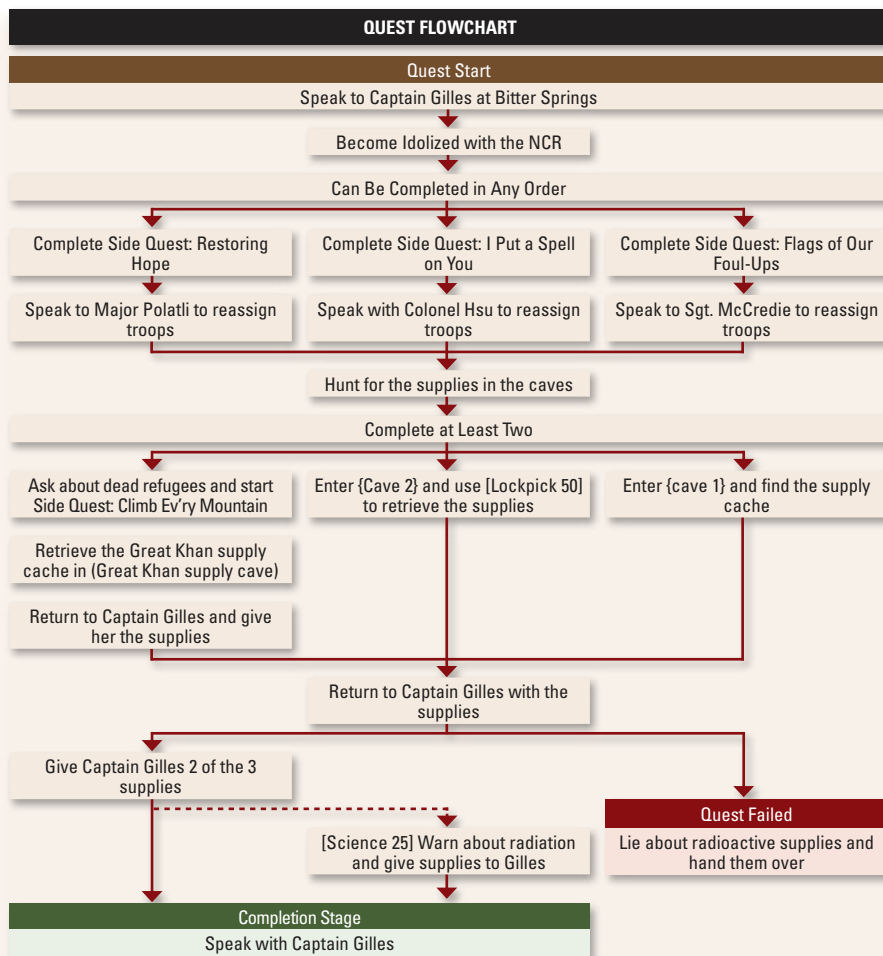 QUEST FLOWCHART
Quest Start
Speak to Captain Gilles at Bitter Springs
Become Idolized with the NCR
Can Be Completed in Any Order
Complete Side Quest: Restoring
Hope
Complete Side Quest: I Put a Spell
on You
Complete Side Quest: Flags of Our
Foul-Ups
Speak to Major Polatli to reassign
troops
Speak with Colonel Hsu to reassign
troops
Speak to Sgt. McCredie to reassign
troops
Hunt for the supplies in the caves
Complete at Least Two
Ask about dead refugees and start
Side Quest: Climb Ev'ry Mountain
Enter {Cave 2} and use [Lockpick 50]
to retrieve the supplies
Enter {cave 1} and find the supply
cache
Retrieve the Great Khan supply
cache in (Great Khan supply cave)
Return to Captain Gilles and give
her the supplies
Return to Captain Gilles with the
supplies
Give Captain Gilles 2 of the 3
supplies
[Science 25] Warn about radiation
and give supplies to Gilles
Quest Failed
Lie about radioactive supplies and
hand them over
Completion Stage
Speak with Captain Gilles